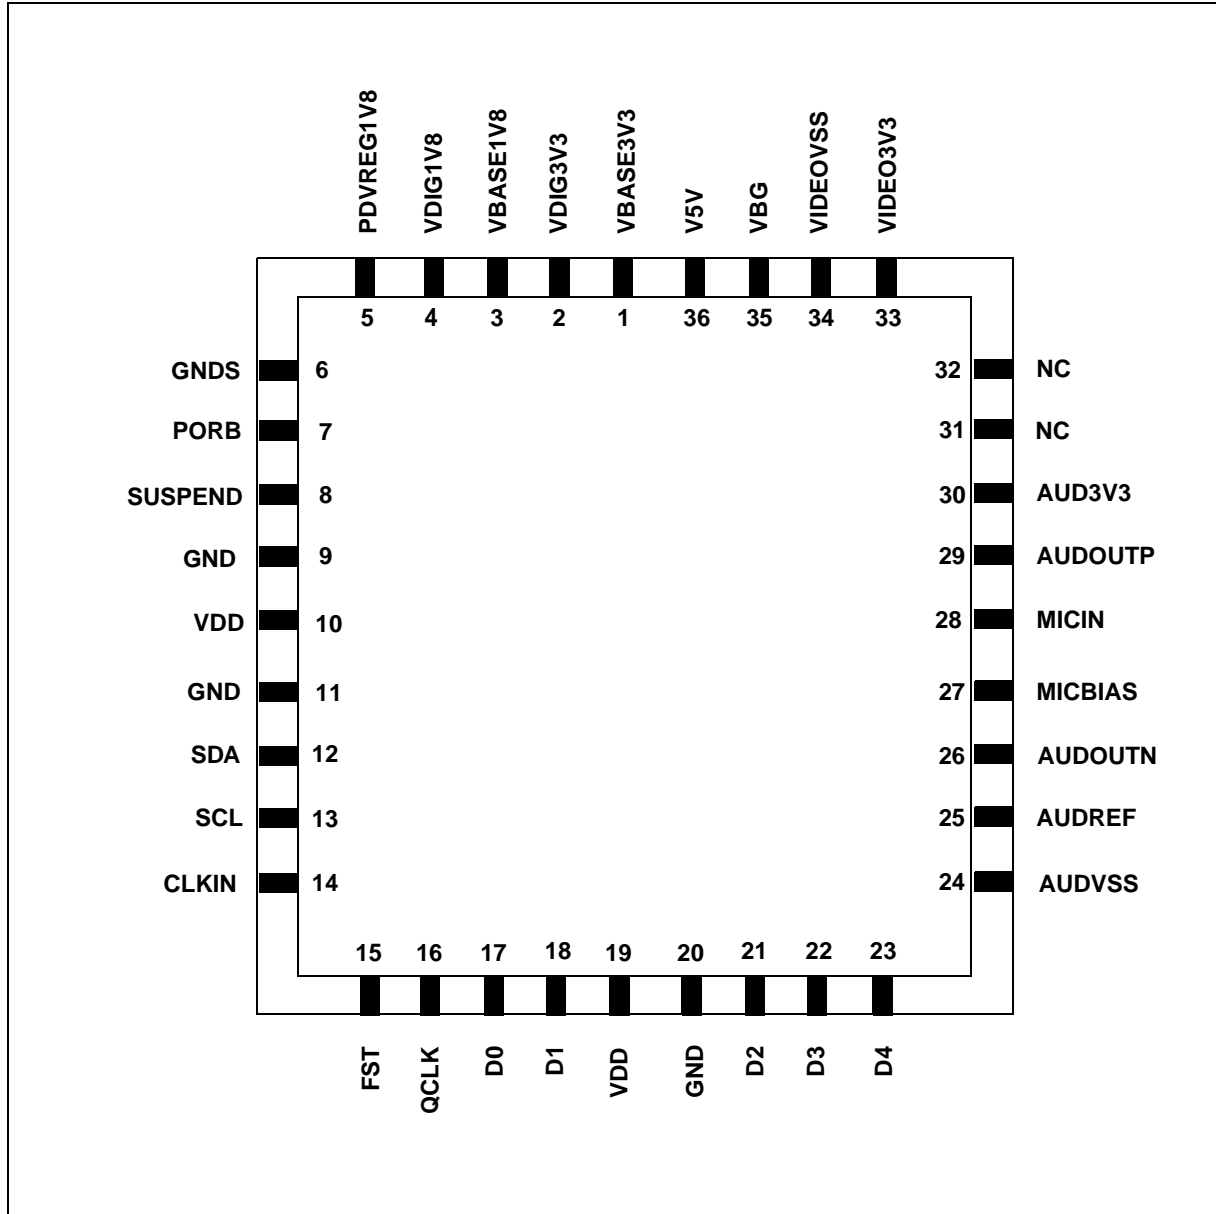 PDVREG1V8 VDIG1V8 VBASE1V8 VDIG3V3 VBASE3V3 V5V VBG VIDEOVSS VIDEO3V3
5 4 3 2 1 36 35 34 33
GNDS 6 32 NC
PORB 7 31 NC
SUSPEND 8 30 AUD3V3
GND 9 29 AUDOUTP
VDD 10 28 MICIN
GND 11 27 MICBIAS
SDA 12 26 AUDOUTN
SCL 13 25 AUDREF
CLKIN 14 24 AUDVSS
15 16 17 18 19 20 21 22 23
FST QCLK D0 D1 VDD GND D2 D3 D4